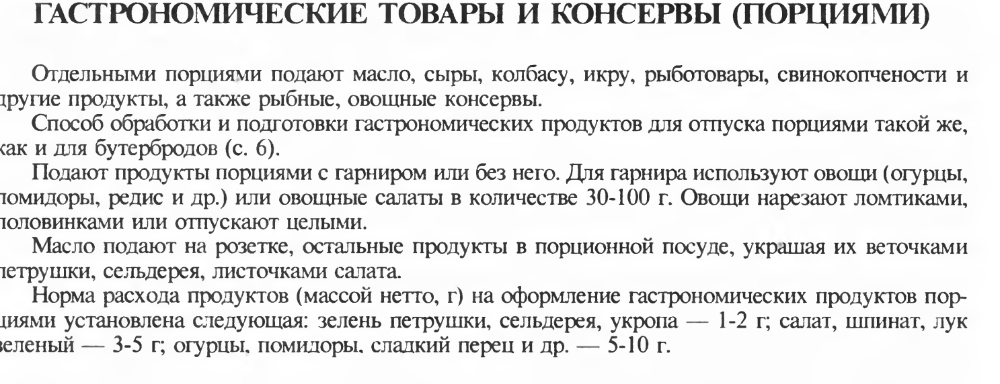 ГАСТРОНОМИЧЕСКИЕ ТОВАРЫ И КОНСЕРВЫ (ПОРЦИЯМИ)
Отдельными порциями подают масло, сыры, колбасу, икру, рыботовары, свинокопчености и
другие продукты, а также рыбные, овощные консервы.
Способ обработки и подготовки гастрономических продуктов для отпуска порциями такой же,
как и для бутербродов (с. 6).
Подают продукты порциями с гарниром или без него. Для гарнира используют овощи (огурцы,
помидоры, редис и др.) или овощные салаты в количестве 30-100 г. Овощи нарезают ломтиками,
половинками или отпускают целыми.
Масло подают на розетке, остальные продукты в порционной посуде, украшая их веточками
петрушки, сельдерея, листочками салата.
Норма расхода продуктов (массой нетто, г) на оформление гастрономических продуктов пор-
циями установлена следующая: зелень петрушки, сельдерея, укропа — 1-2 г; салат, шпинат, лук
зеленый — 3-5 г; огурцы, помидоры, сладкий перец и др. — 5-10 г.